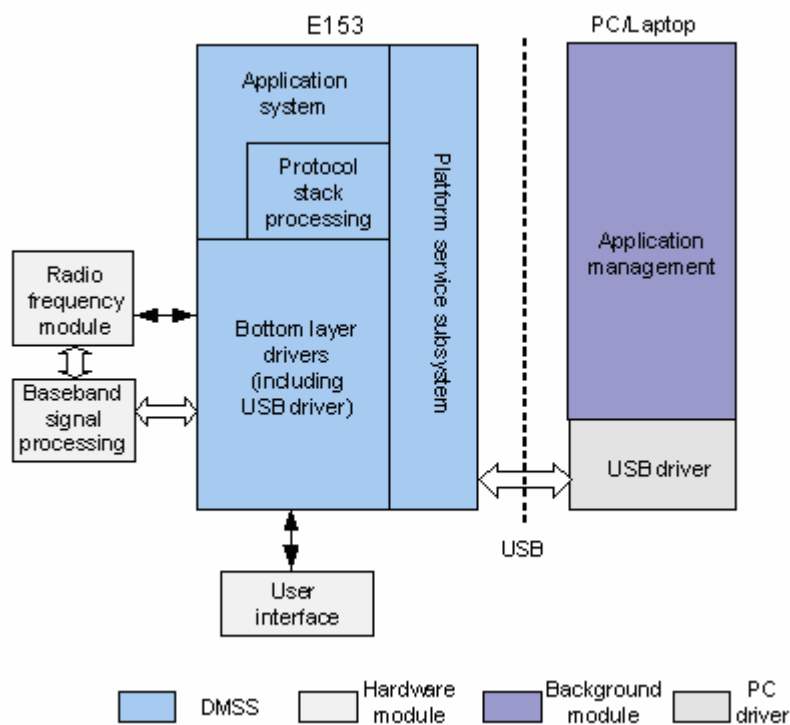 E153
PC/Laptop
Application
system
Protocol
stack
processing
Platform service subsystem
Application
management
Radio
frequency
module
Bottom layer
drivers
(including
USB driver)
Baseband
signal
processing
USB driver
USB
User
interface
DMSS
Hardware
module
Background
module
PC
driver